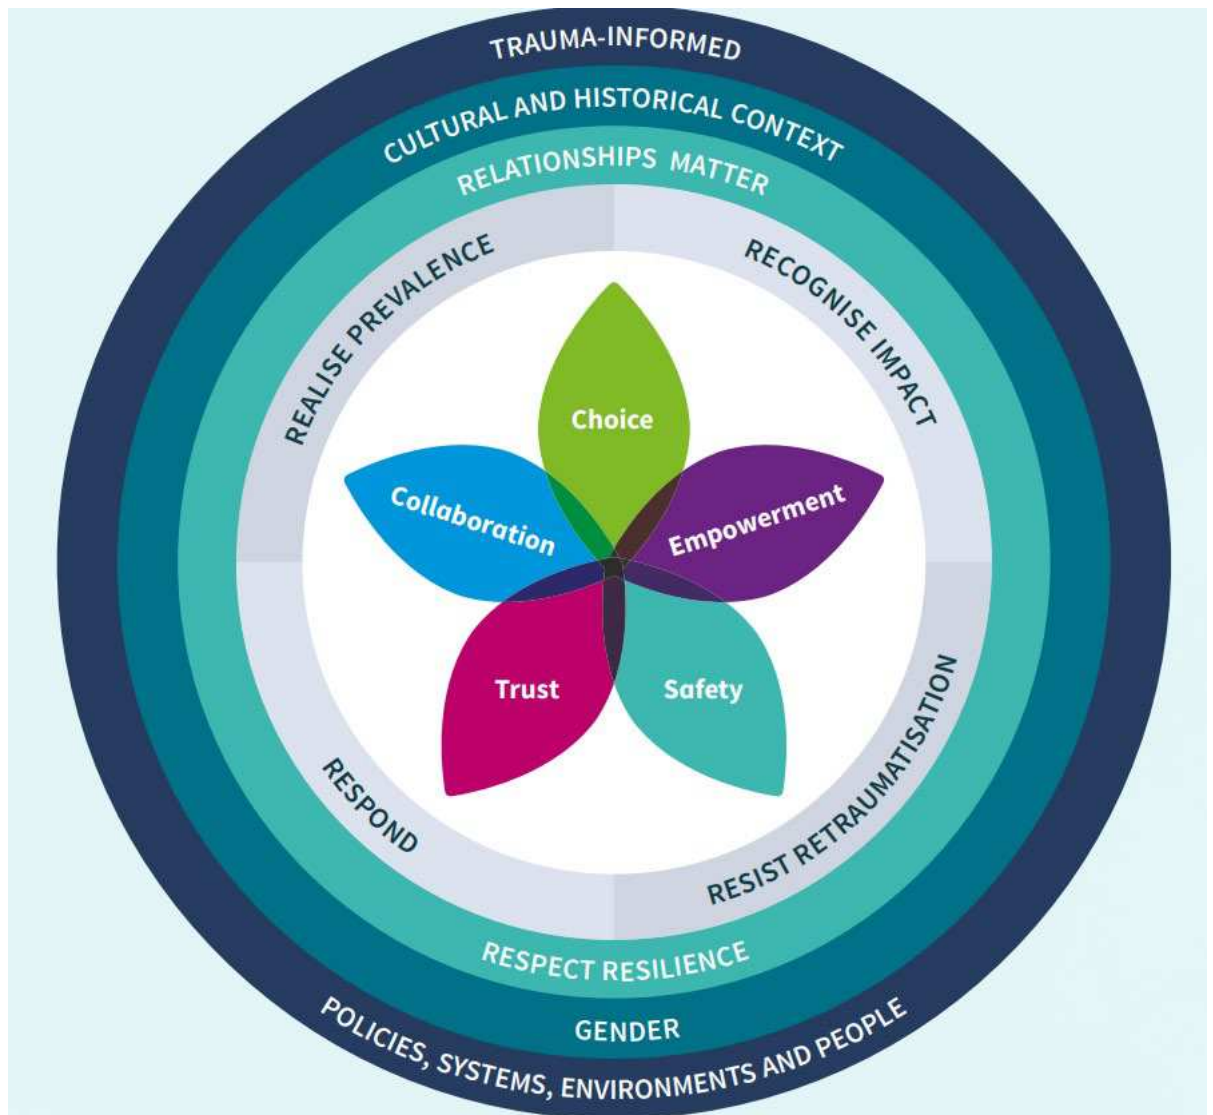 TRAUMA-INFORMED
CULTURAL AND HISTORICAL CONTEXT
RELATIONSHIPS MATTER
REALISE PREVALENCE
RECOGNISE IMPACT
Choice
Collaboration
Empowerment
Trust
Safety
RESPOND
RESIST RETRAUMATISATION
RESPECT RESILIENCE
GENDER
POLICIES, SYSTEMS, ENVIRONMENTS AND PEOPLE